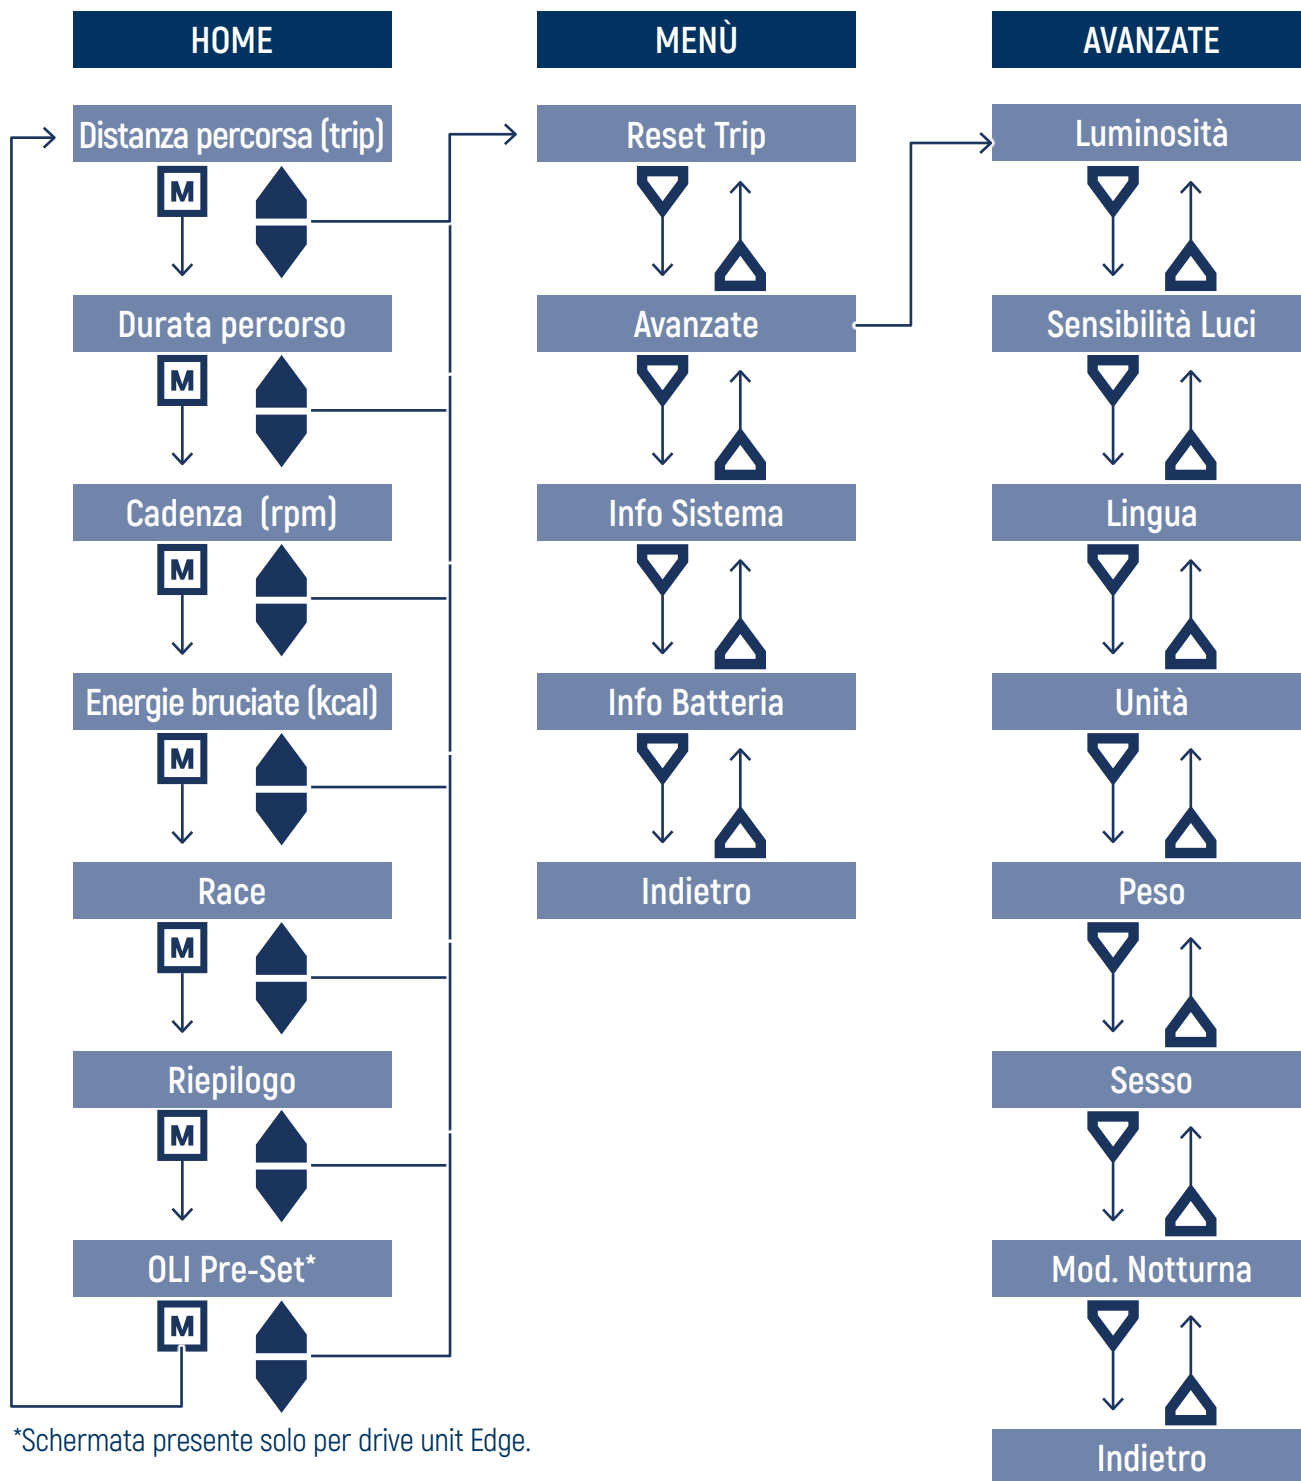 HOME
Distanza percorsa (trip)
M
Durata percorso
M
Cadenza (rpm)
M
Energie bruciate (kcal)
M
Race
M
Riepilogo
M
OLI Pre-Set*
M
*Schermata presente solo per drive unit Edge.
MENÙ
Reset Trip
Avanzate
Info Sistema
Info Batteria
Indietro
AVANZATE
Luminosità
Sensibilità Luci
Lingua
Unità
Peso
Sesso
Mod. Notturna
Indietro